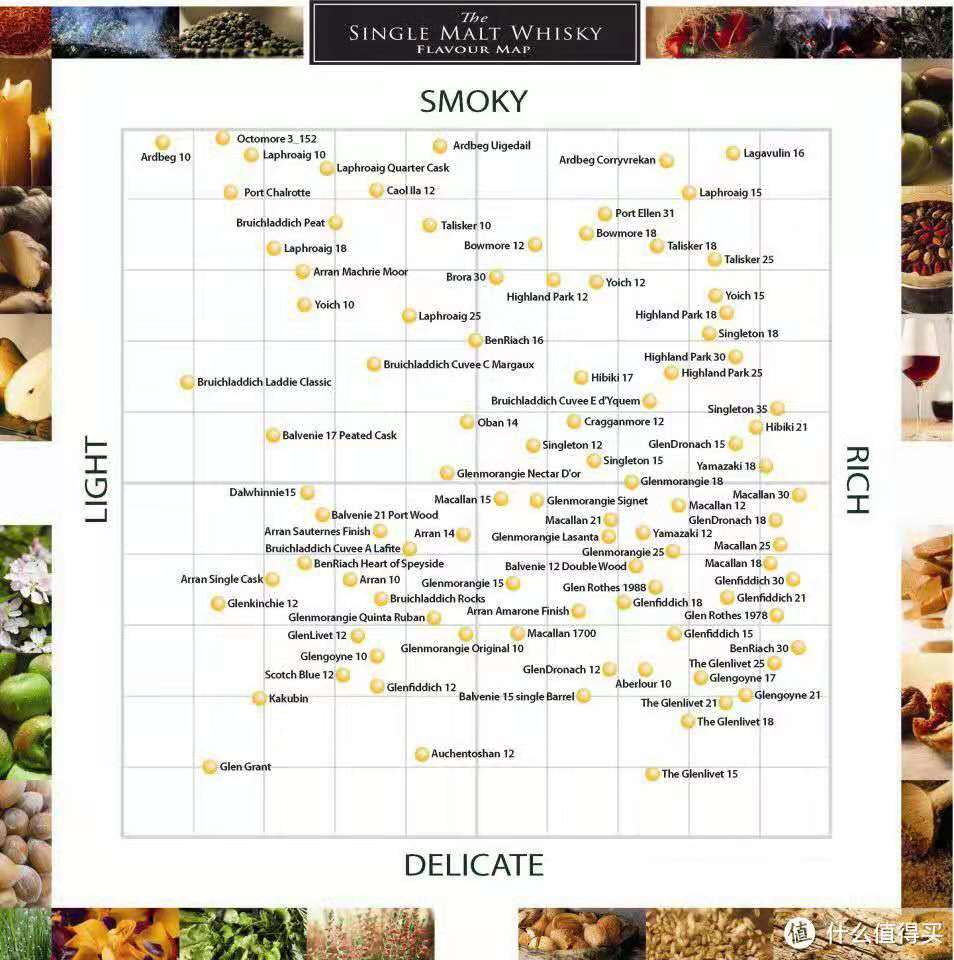 The
SINGLE MALT WHISKY
FLAVOUR MAP
SMOKY
Octomore 3_152
Ardbeg Uigedail
Ardbeg 10
Laphroaig 10
Ardbeg Corryvrekan
Lagavulin 16
Laphroaig Quarter Cask
Port Chalrotte
Caol Ila 12
Laphroaig 15
Port Ellen 31
Bruichladdich Peat
Talisker 10
Bowmore 18
Laphroaig 18
Bowmore 12
Talisker 18
Talisker 25
Arran Machrie Moor
Brora 30
Yoich 12
Highland Park 12
Yoich 15
Yoich 10
Laphroaig 25
Highland Park 18
Singleton 18
BenRiach 16
Highland Park 30
Bruichladdich Cuvee C Margaux
Highland Park 25
Bruichladdich Laddie Classic
Hibiki 17
Bruichladdich Cuvee E d'Yquem
Singleton 35
Oban 14
Cragganmore 12
Hibiki 21
Balvenie 17 Peated Cask
Singleton 12
GlenDronach 15
Singleton 15
Yamazaki 18
Glenmorangie Nectar D'or
Glenmorangie 18
LIGHT
RICH
Dalwhinnie15
Macallan 15
Glenmorangie Signet
Macallan 30
Macallan 12
Balvenie 21 Port Wood
Macallan 21
GlenDronach 18
Arran Sauternes Finish
Arran 14
Glenmorangie Lasanta
Yamazaki 12
Bruichladdich Cuvee A Lafite
Glenmorangie 25
Macallan 25
BenRiach Heart of Speyside
Balvenie 12 Double Wood
Macallan 18
Arran Single Cask
Arran 10
Glenmorangie 15
Glen Rothes 1988
Glenfiddich 30
Glenkinchie 12
Bruichladdich Rocks
Glenfiddich 18
Glenfiddich 21
Glenmorangie Quinta Ruban
Arran Amarone Finish
Glen Rothes 1978
GlenLivet 12
Glenmorangie Original 10
Macallan 1700
Glenfiddich 15
BenRiach 30
Glengoyne 10
The Glenlivet 25
Scotch Blue 12
GlenDronach 12
Aberlour 10
Glengoyne 17
Glenfiddich 12
Kakubin
Balvenie 15 single Barrel
The Glenlivet 21
Glengoyne 21
The Glenlivet 18
Auchentoshan 12
Glen Grant
The Glenlivet 15
DELICATE
值 什么值得买